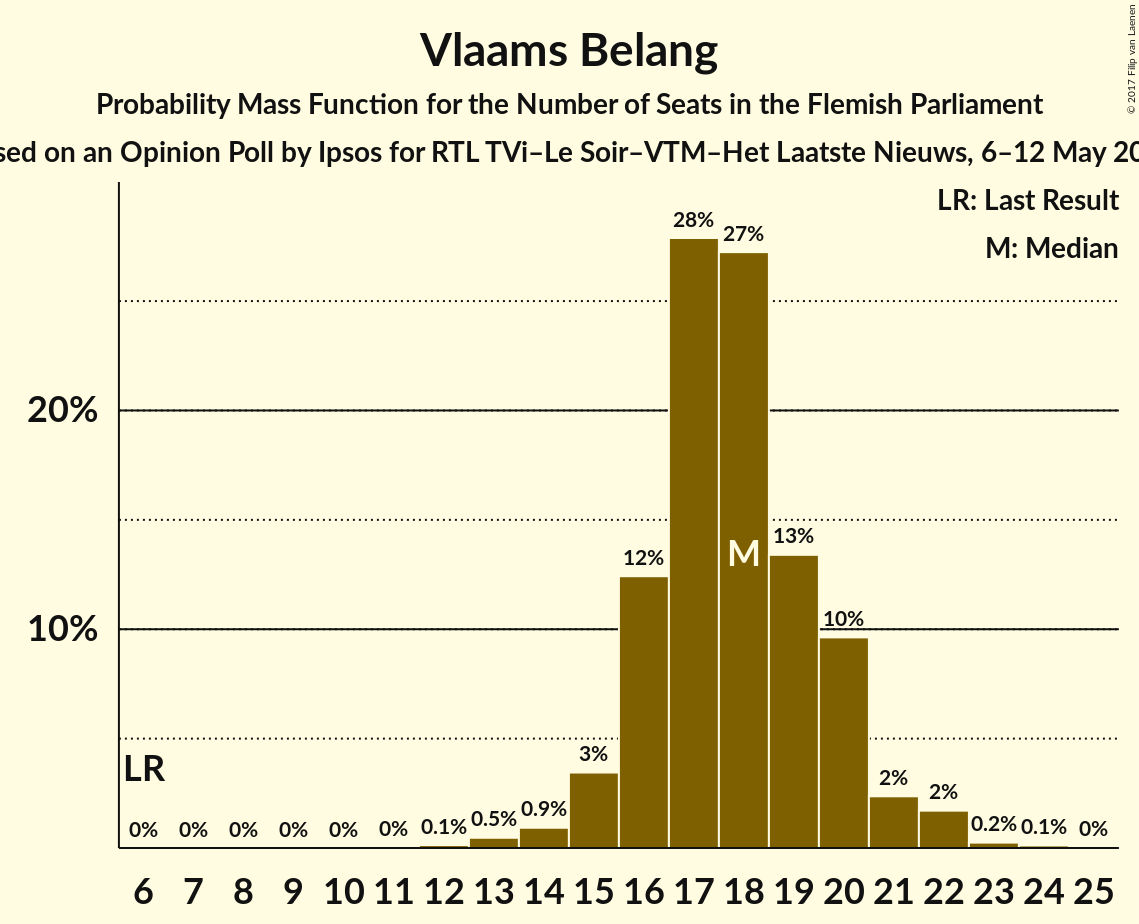 Vlaams Belang
Probability Mass Function for the Number of Seats in the Flemish Parliament
sed on an Opinion Poll by Ipsos for RTL TVi–Le Soir–VTM–Het Laatste Nieuws, 6–12 May 20
© 2017 Filip van Laenen
LR: Last Result
M: Median
28%
27%
20%
M
13%
12%
10%
10%
3%
LR
2%
2%
0% 0% 0% 0% 0% 0% 0.1% 0.5% 0.9% 0.2% 0.1% 0%
6 7 8 9 10 11 12 13 14 15 16 17 18 19 20 21 22 23 24 25